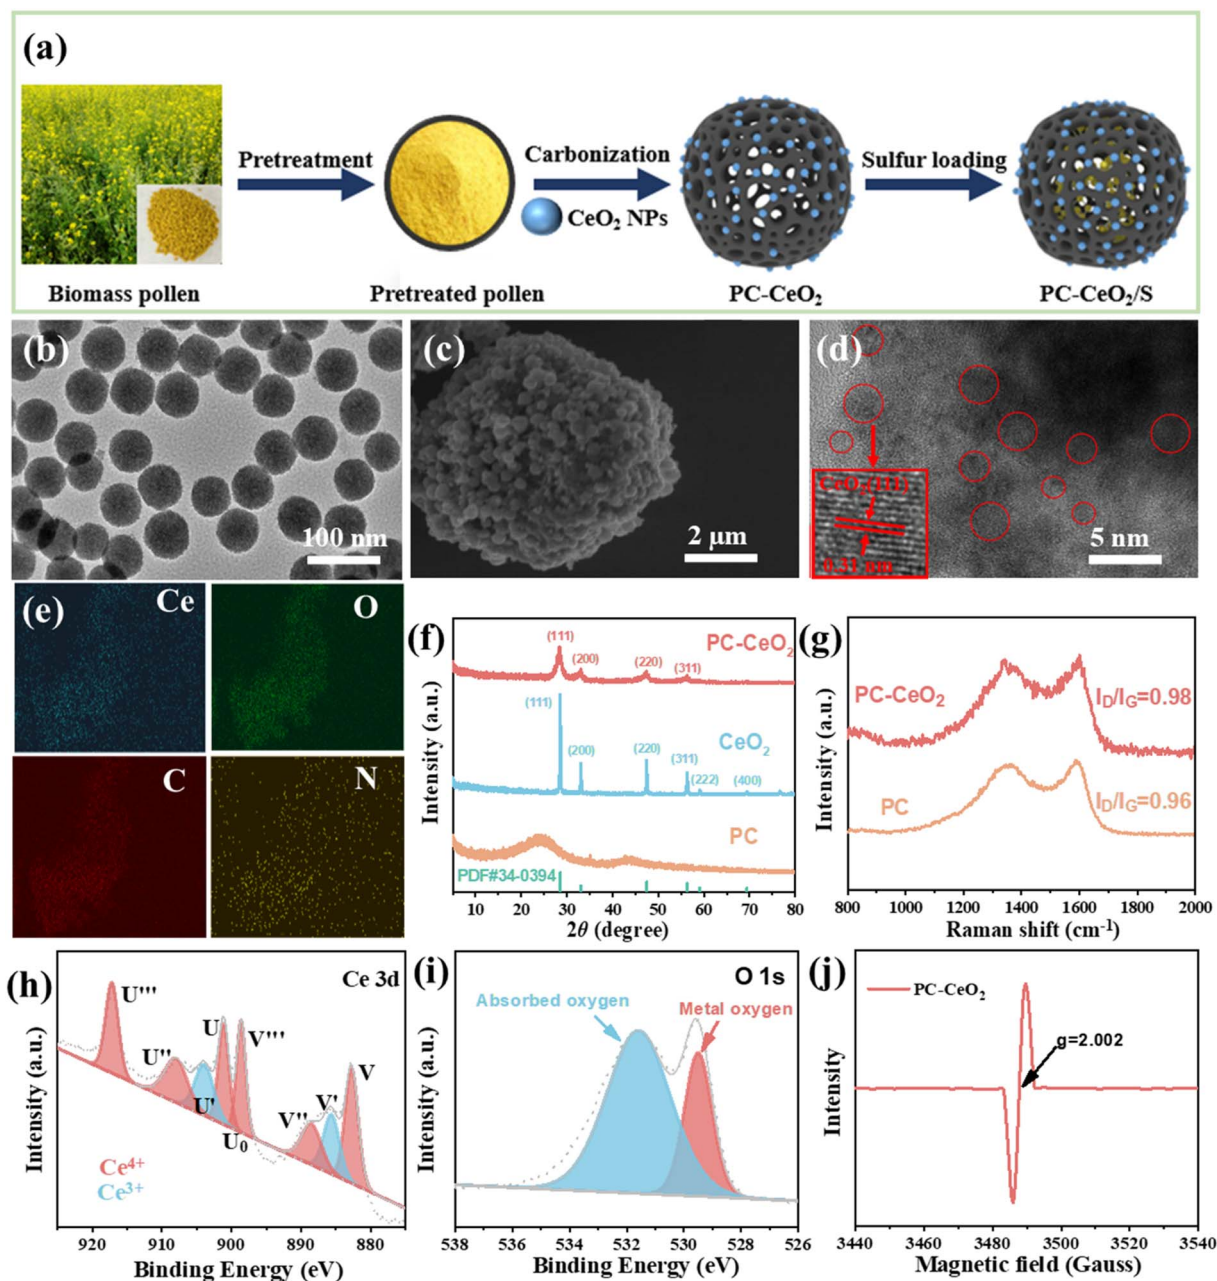 (a)
Pretreatment
Carbonization
Sulfur loading
CeO₂ NPs
Biomass pollen
Pretreated pollen
PC-CeO₂
PC-CeO₂/S
(b)
100 nm
(c)
2 μm
(d)
CeO₂(111)
0.31 nm
5 nm
(e)
Ce
O
C
N
(f)
PC-CeO₂
(111)
(200)
(220)
(311)
CeO₂
(111)
(200)
(220)
(311)
(222)
(400)
PC
PDF#34-0394
10 20 30 40 50 60 70 80
2θ (degree)
Intensity (a.u.)
(g)
PC-CeO₂
I_D/I_G=0.98
PC
I_D/I_G=0.96
800 1000 1200 1400 1600 1800 2000
Raman shift (cm⁻¹)
Intensity (a.u.)
(h)
Ce 3d
U'''
U''
U'
U
U₀
V'''
V''
V'
V
Ce⁴⁺
Ce³⁺
920 910 900 890 880
Binding Energy (eV)
Intensity (a.u.)
(i)
O 1s
Absorbed oxygen
Metal oxygen
538 536 534 532 530 528 526
Binding Energy (eV)
Intensity (a.u.)
(j)
PC-CeO₂
g=2.002
3440 3460 3480 3500 3520 3540
Magnetic field (Gauss)
Intensity